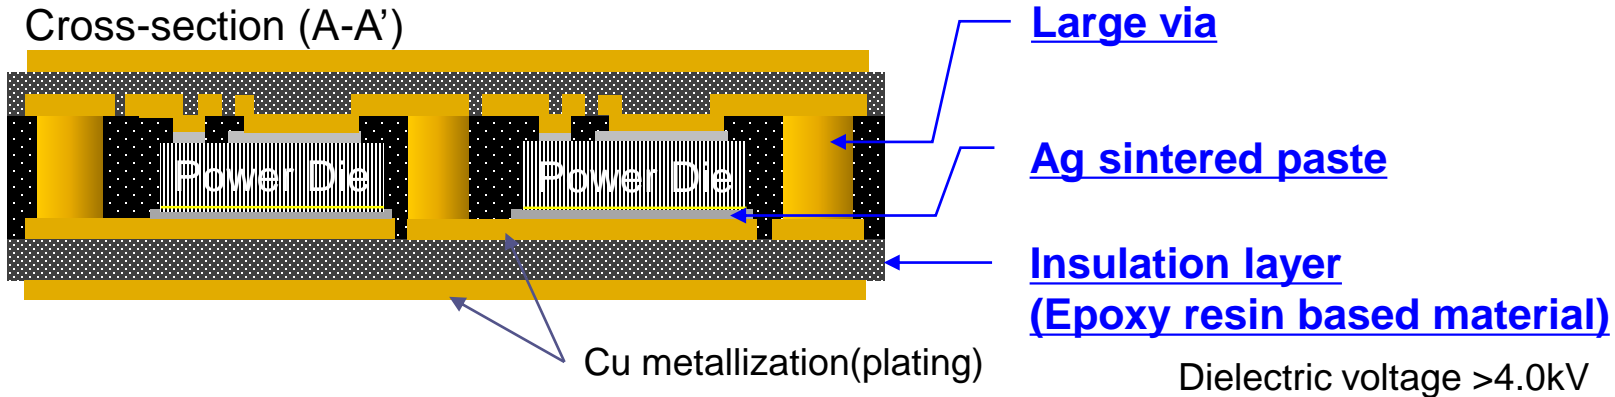 Cross-section (A-A’)
Large via
Power Die
Power Die
Ag sintered paste
Insulation layer
(Epoxy resin based material)
Cu metallization(plating)
Dielectric voltage >4.0kV